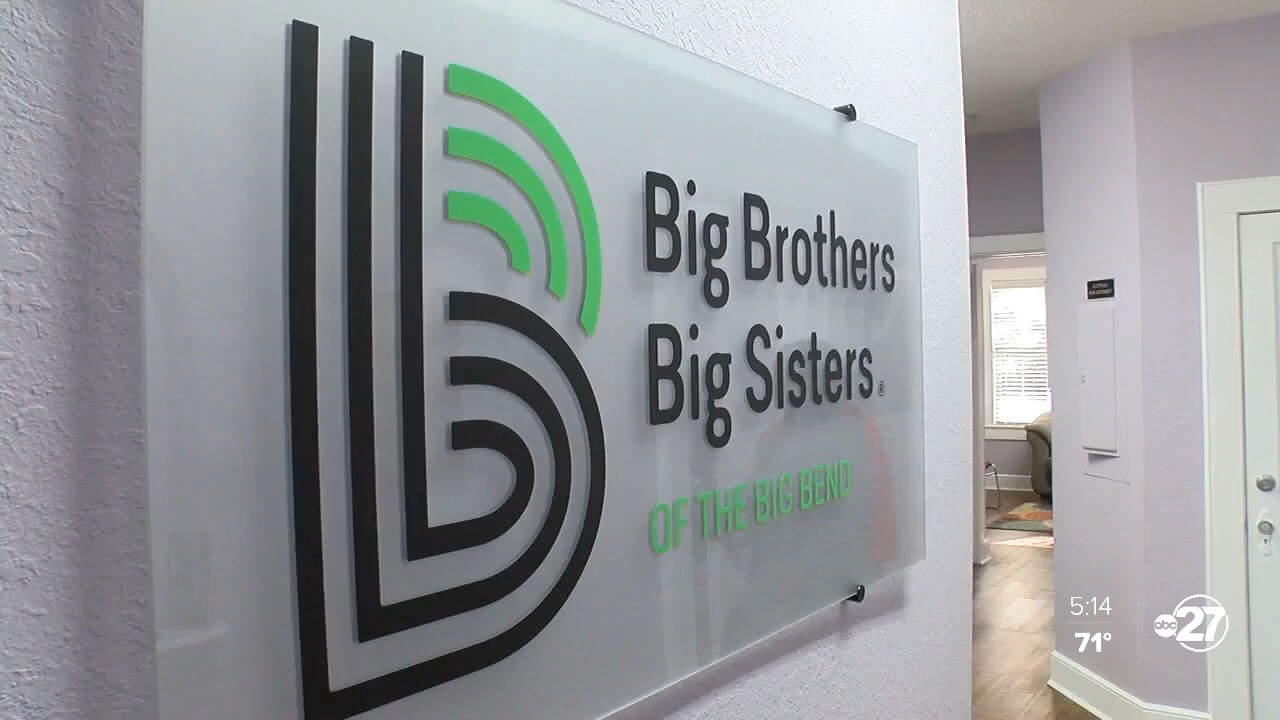 Big Brothers
Big Sisters®
OF THE BIG BEND
5:14
71°
abc 27